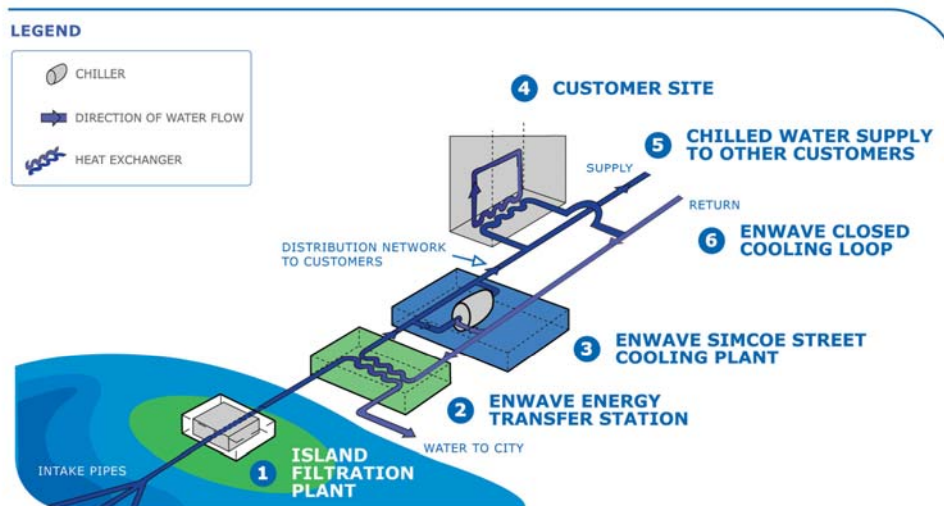 LEGEND
CHILLER
DIRECTION OF WATER FLOW
HEAT EXCHANGER
4 CUSTOMER SITE
5 CHILLED WATER SUPPLY
TO OTHER CUSTOMERS
SUPPLY
RETURN
6 ENWAVE CLOSED
COOLING LOOP
DISTRIBUTION NETWORK
TO CUSTOMERS
3 ENWAVE SIMCOE STREET
COOLING PLANT
2 ENWAVE ENERGY
TRANSFER STATION
WATER TO CITY
1 ISLAND
FILTRATION
PLANT
INTAKE PIPES